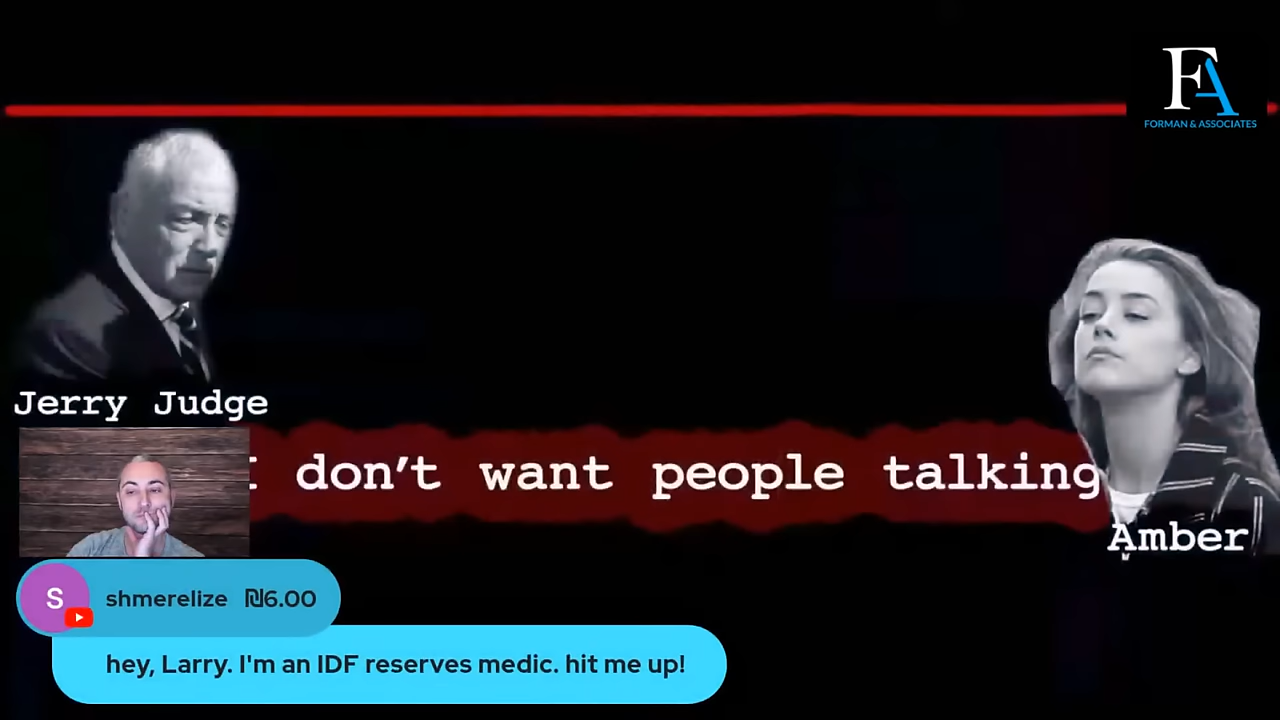 FA
FORMAN & ASSOCIATES
Jerry Judge
I don't want people talking
Amber
S
shmerelize ₪6.00
hey, Larry. I'm an IDF reserves medic. hit me up!